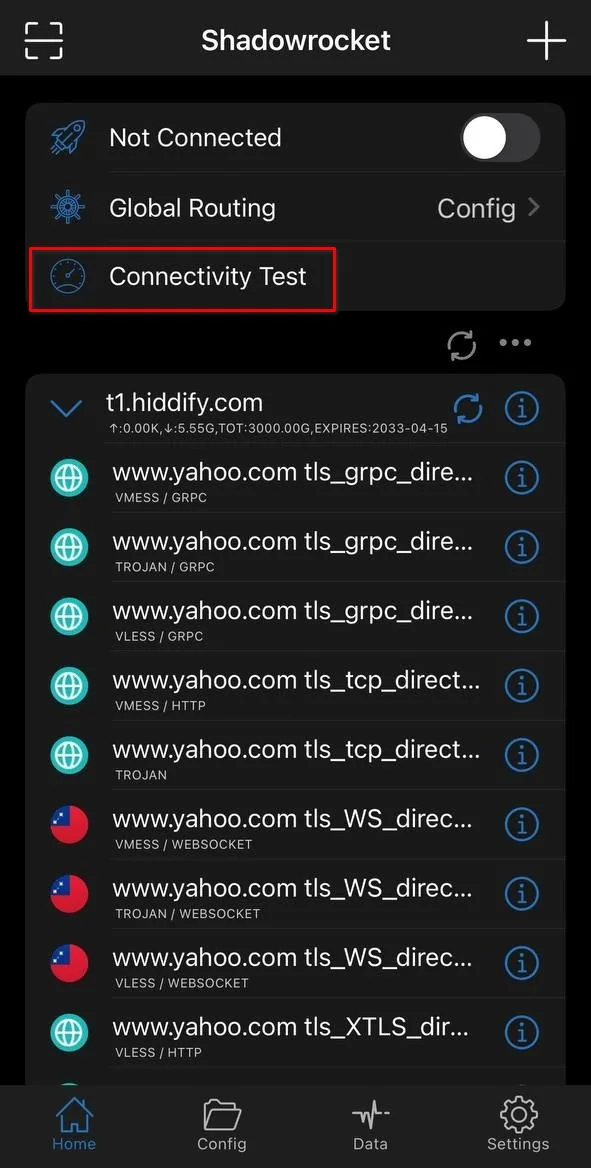 Shadowrocket
Not Connected
Global Routing
Config
Connectivity Test
t1.hiddify.com
↑:0.00K,↓:5.55G,TOT:3000.00G,EXPIRES:2033-04-15
www.yahoo.com tls_grpc_dire...
VMESS / GRPC
www.yahoo.com tls_grpc_dire...
TROJAN / GRPC
www.yahoo.com tls_grpc_dire...
VLESS / GRPC
www.yahoo.com tls_tcp_direct...
VMESS / HTTP
www.yahoo.com tls_tcp_direct...
TROJAN
www.yahoo.com tls_WS_direc...
VMESS / WEBSOCKET
www.yahoo.com tls_WS_direc...
TROJAN / WEBSOCKET
www.yahoo.com tls_WS_direc...
VLESS / WEBSOCKET
www.yahoo.com tls_XTLS_dir...
VLESS / HTTP
Home
Config
Data
Settings